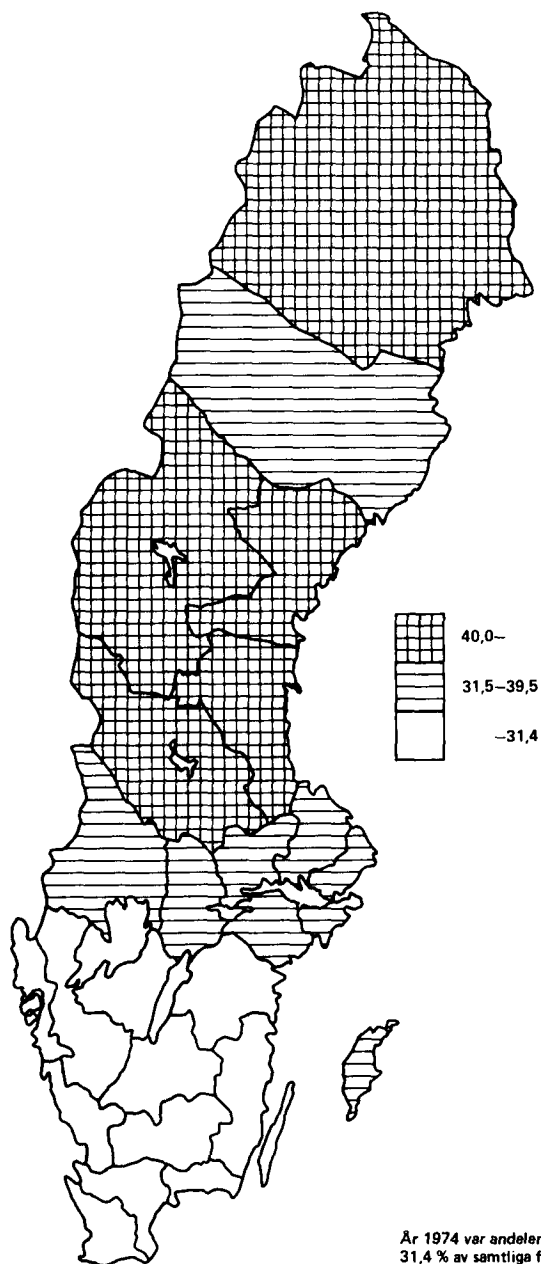 40,0–
31,5–39,5
–31,4
År 1974 var andelen
31,4 % av samtliga f